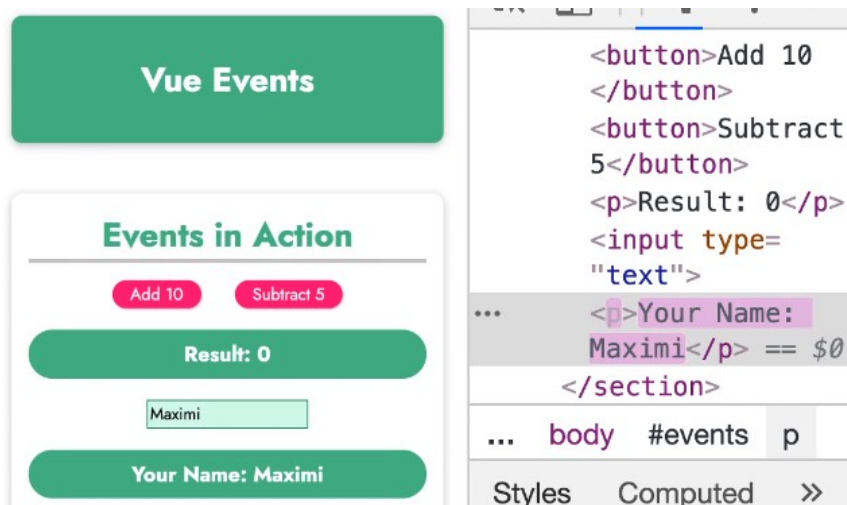 Vue Events
Events in Action
Add 10
Subtract 5
Result: 0
Maximi
Your Name: Maximi
<button>Add 10
</button>
<button>Subtract
5</button>
<p>Result: 0</p>
<input type=
"text">
... <p>Your Name:
Maximi</p> == $0
</section>
... body #events p
Styles Computed »